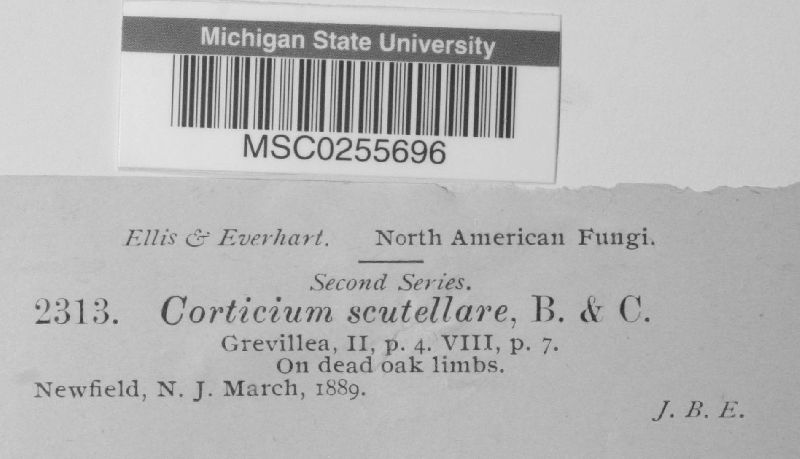 Michigan State University
MSC0255696
Ellis & Everhart. North American Fungi.
Second Series.
2313. Corticium scutellare, B. & C.
Grevillea, II, p. 4. VIII, p. 7.
On dead oak limbs.
Newfield, N. J. March, 1889.
J. B. E.